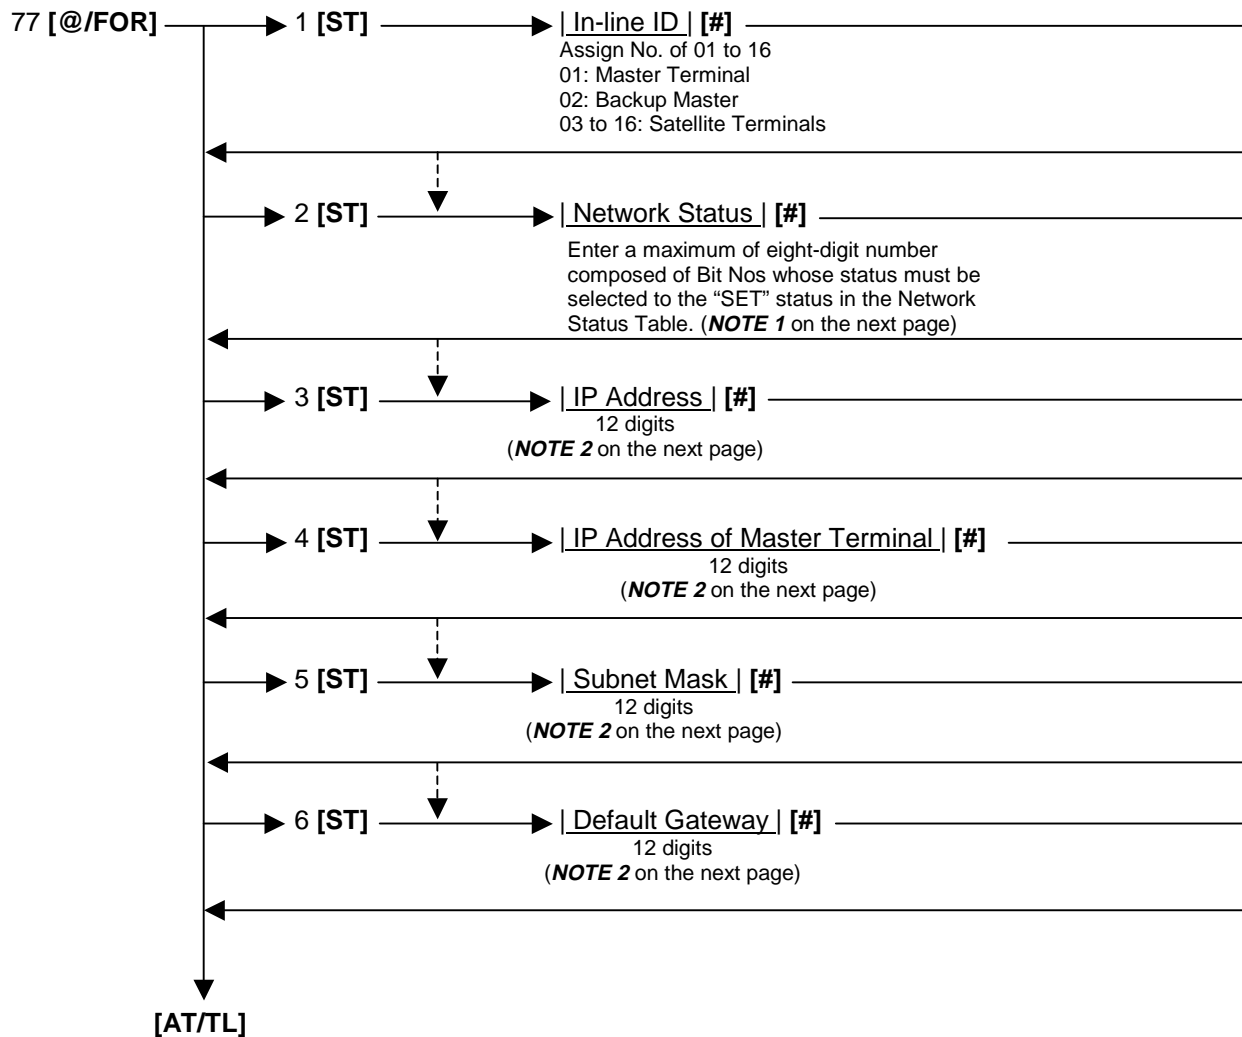 77 [@/FOR] 1 [ST] | In-line ID | [#]
Assign No. of 01 to 16
01: Master Terminal
02: Backup Master
03 to 16: Satellite Terminals
2 [ST] | Network Status | [#]
Enter a maximum of eight-digit number
composed of Bit Nos whose status must be
selected to the “SET” status in the Network
Status Table. (NOTE 1 on the next page)
3 [ST] | IP Address | [#]
12 digits
(NOTE 2 on the next page)
4 [ST] | IP Address of Master Terminal | [#]
12 digits
(NOTE 2 on the next page)
5 [ST] | Subnet Mask | [#]
12 digits
(NOTE 2 on the next page)
6 [ST] | Default Gateway | [#]
12 digits
(NOTE 2 on the next page)
[AT/TL]